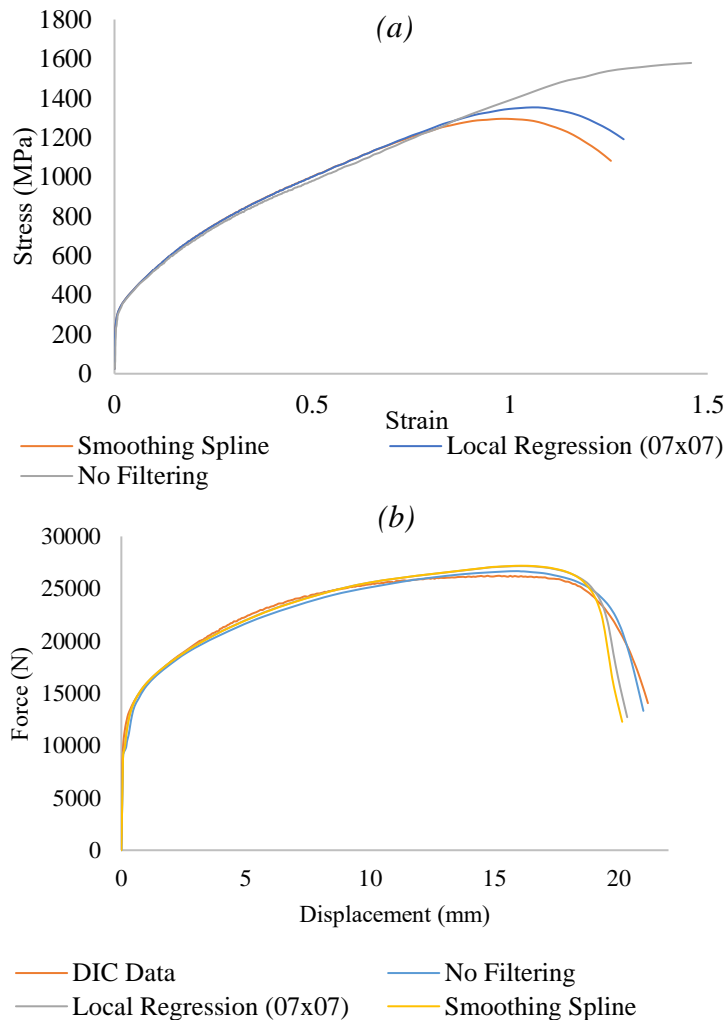 (a)
1800
1600
1400
1200
1000
800
600
400
200
0
Stress (MPa)
0 0.5 1 1.5
Strain
Smoothing Spline Local Regression (07x07)
No Filtering
(b)
30000
25000
20000
15000
10000
5000
0
Force (N)
0 5 10 15 20
Displacement (mm)
DIC Data No Filtering
Local Regression (07x07) Smoothing Spline